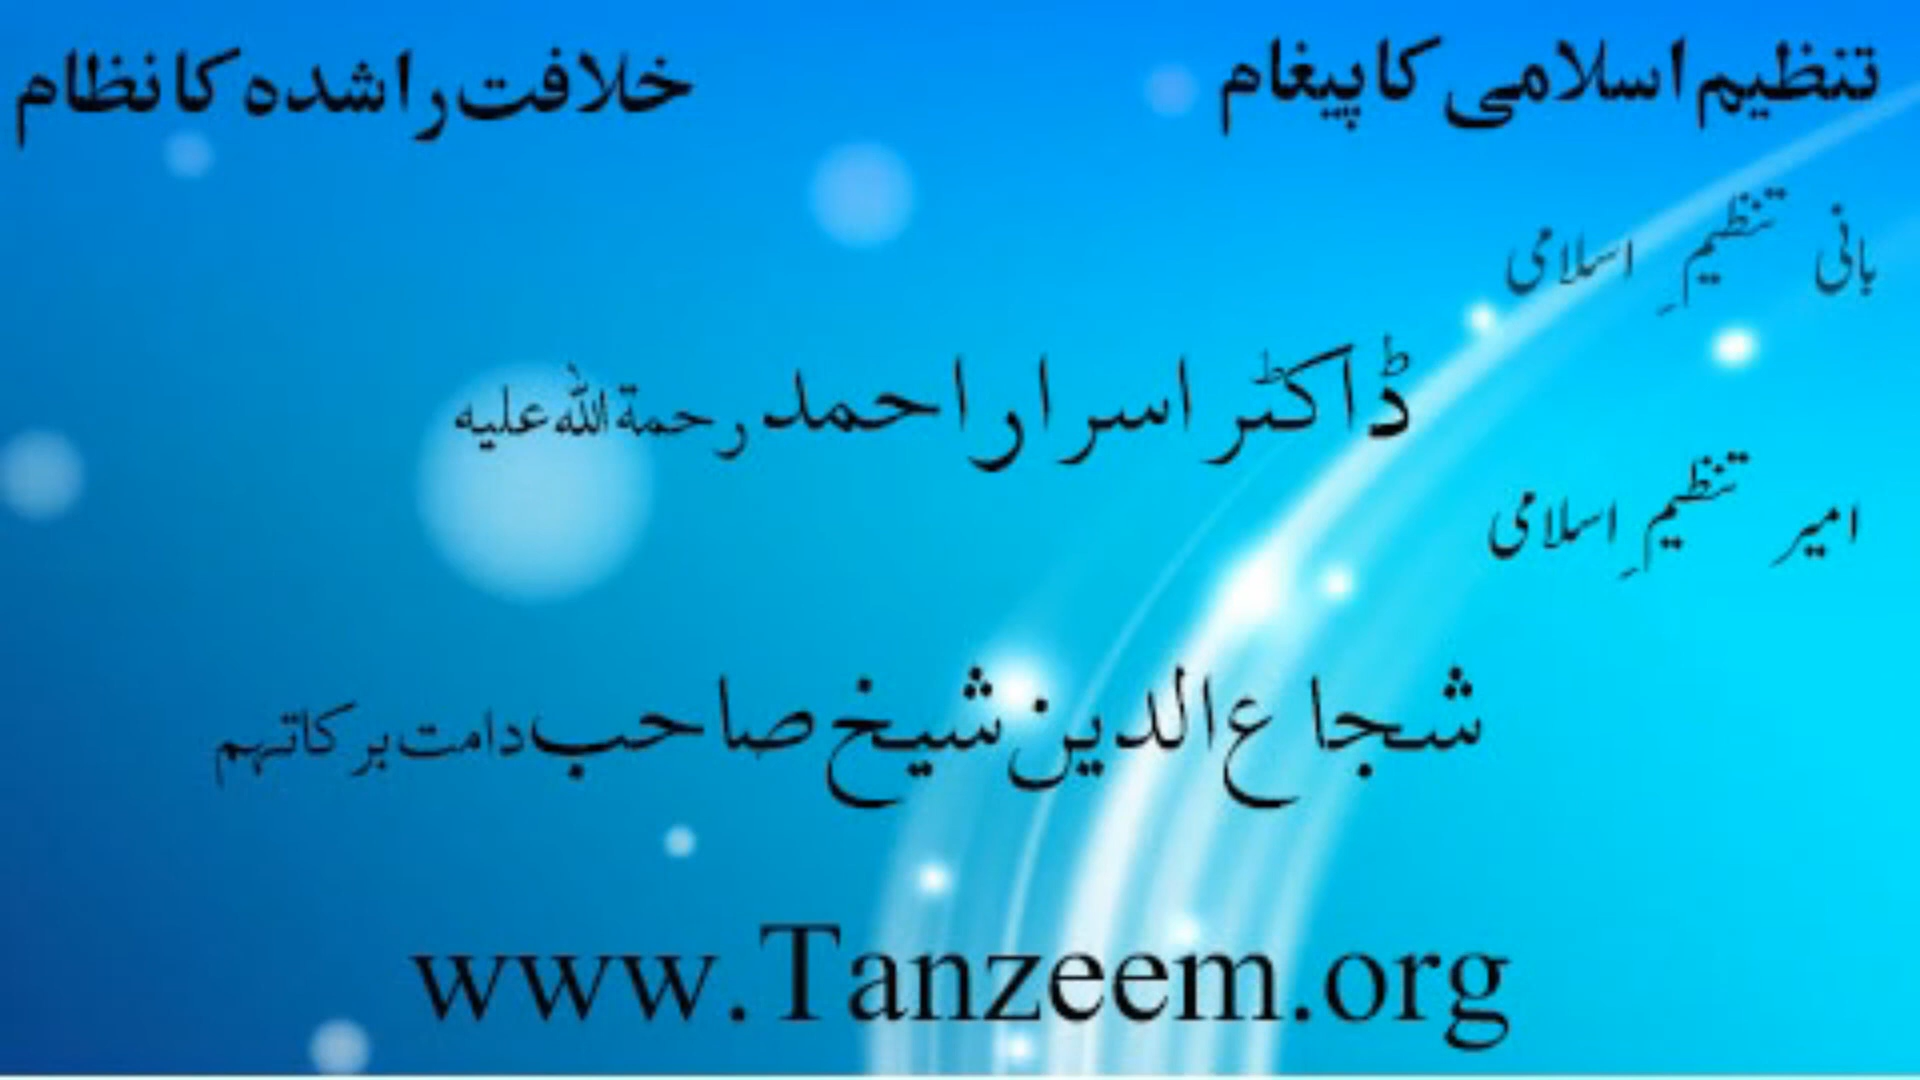 تنظیم اسلامی کا پیغام
خلافت راشدہ کا نظام
بانی تنظیمِ اسلامی
ڈاکٹر اسرار احمد رحمة اللہ علیہ
امیر تنظیمِ اسلامی
شجاع الدین شیخ صاحب دامت برکاتہم
www.Tanzeem.org